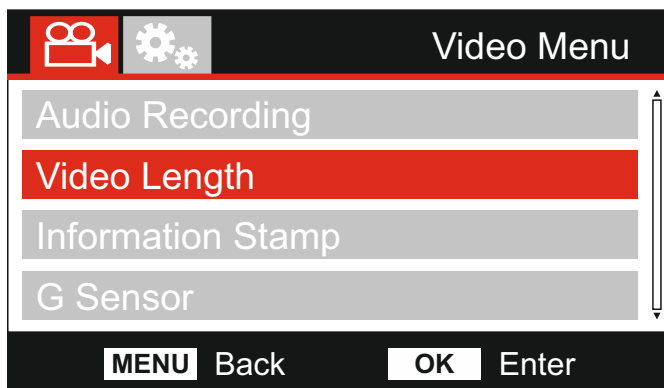 Video Menu
Audio Recording
Video Length
Information Stamp
G Sensor
MENU Back OK Enter